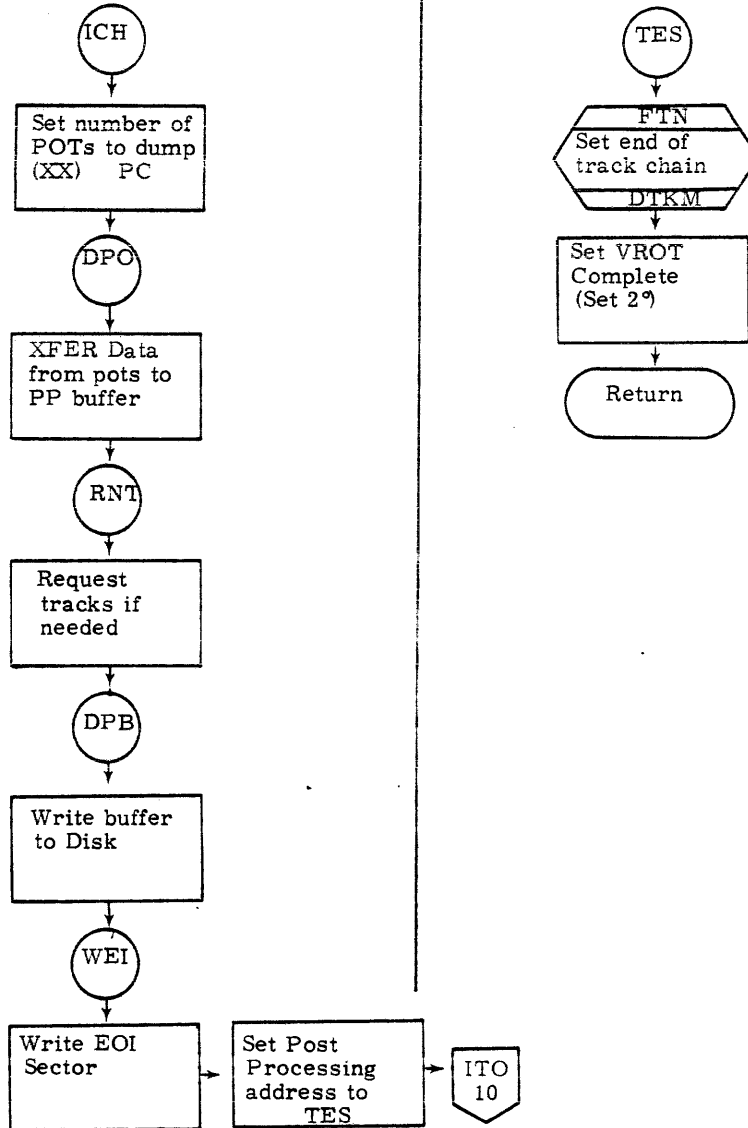 ICH
Set number of
POTs to dump
(XX) PC
DPO
XFER Data
from pots to
PP buffer
RNT
Request
tracks if
needed
DPB
Write buffer
to Disk
WEI
Write EOI
Sector
Set Post
Processing
address to
TES
ITO
10
TES
FTN
Set end of
track chain
DTKM
Set VROT
Complete
(Set 2°)
Return